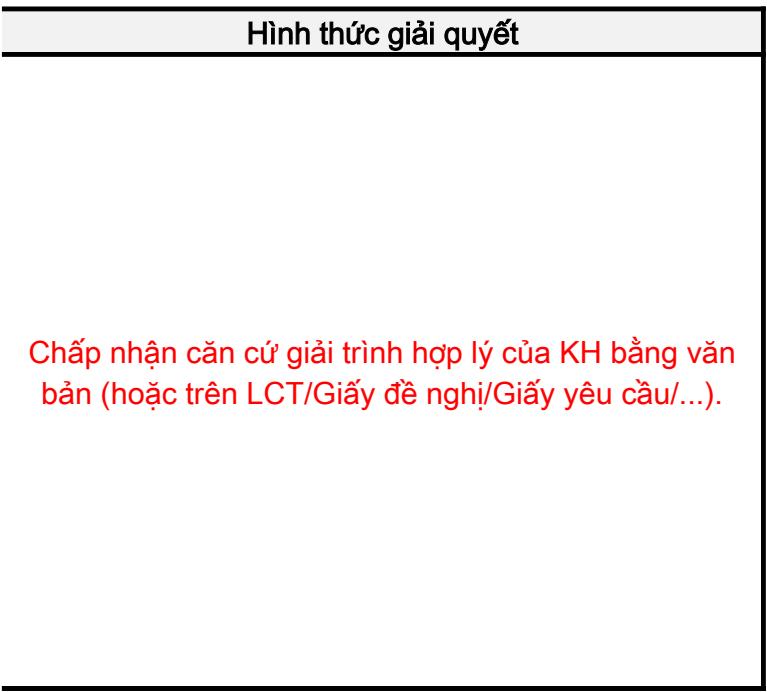 Hình thức giải quyết
Chấp nhận căn cứ giải trình hợp lý của KH bằng văn
bản (hoặc trên LCT/Giấy đề nghị/Giấy yêu cầu/...).